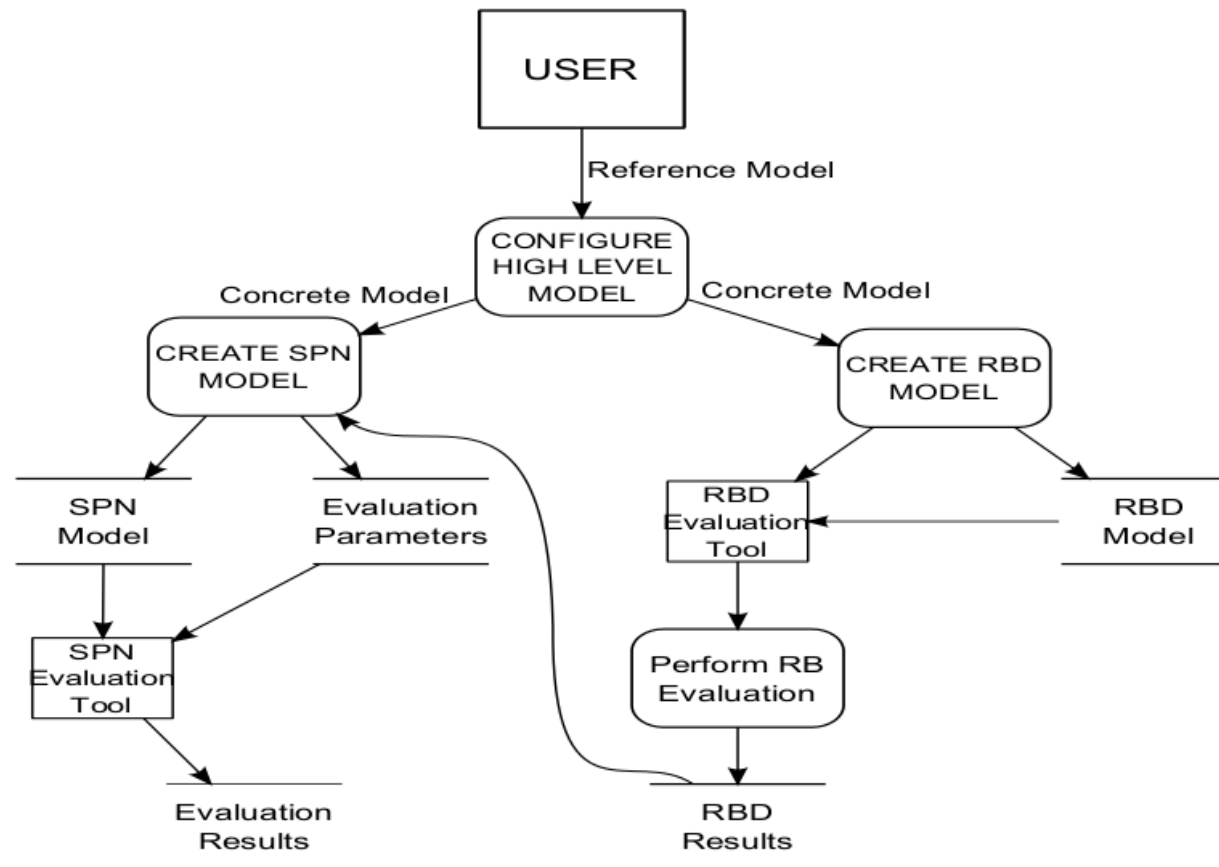 USER
Reference Model
CONFIGURE
HIGH LEVEL
MODEL
Concrete Model
Concrete Model
CREATE SPN
MODEL
CREATE RBD
MODEL
SPN
Model
Evaluation
Parameters
RBD
Evaluation
Tool
RBD
Model
SPN
Evaluation
Tool
Perform RB
Evaluation
Evaluation
Results
RBD
Results